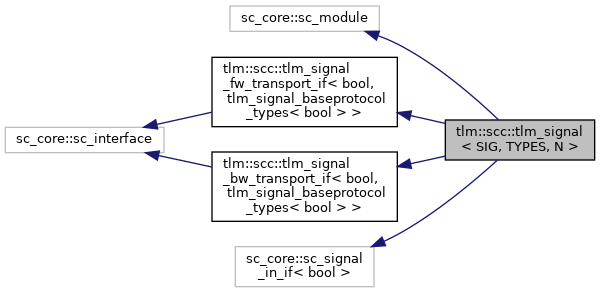 sc_core::sc_module
tlm::scc::tlm_signal
_fw_transport_if< bool,
tlm_signal_baseprotocol
_types< bool > >
sc_core::sc_interface
tlm::scc::tlm_signal
< SIG, TYPES, N >
tlm::scc::tlm_signal
_bw_transport_if< bool,
tlm_signal_baseprotocol
_types< bool > >
sc_core::sc_signal
_in_if< bool >